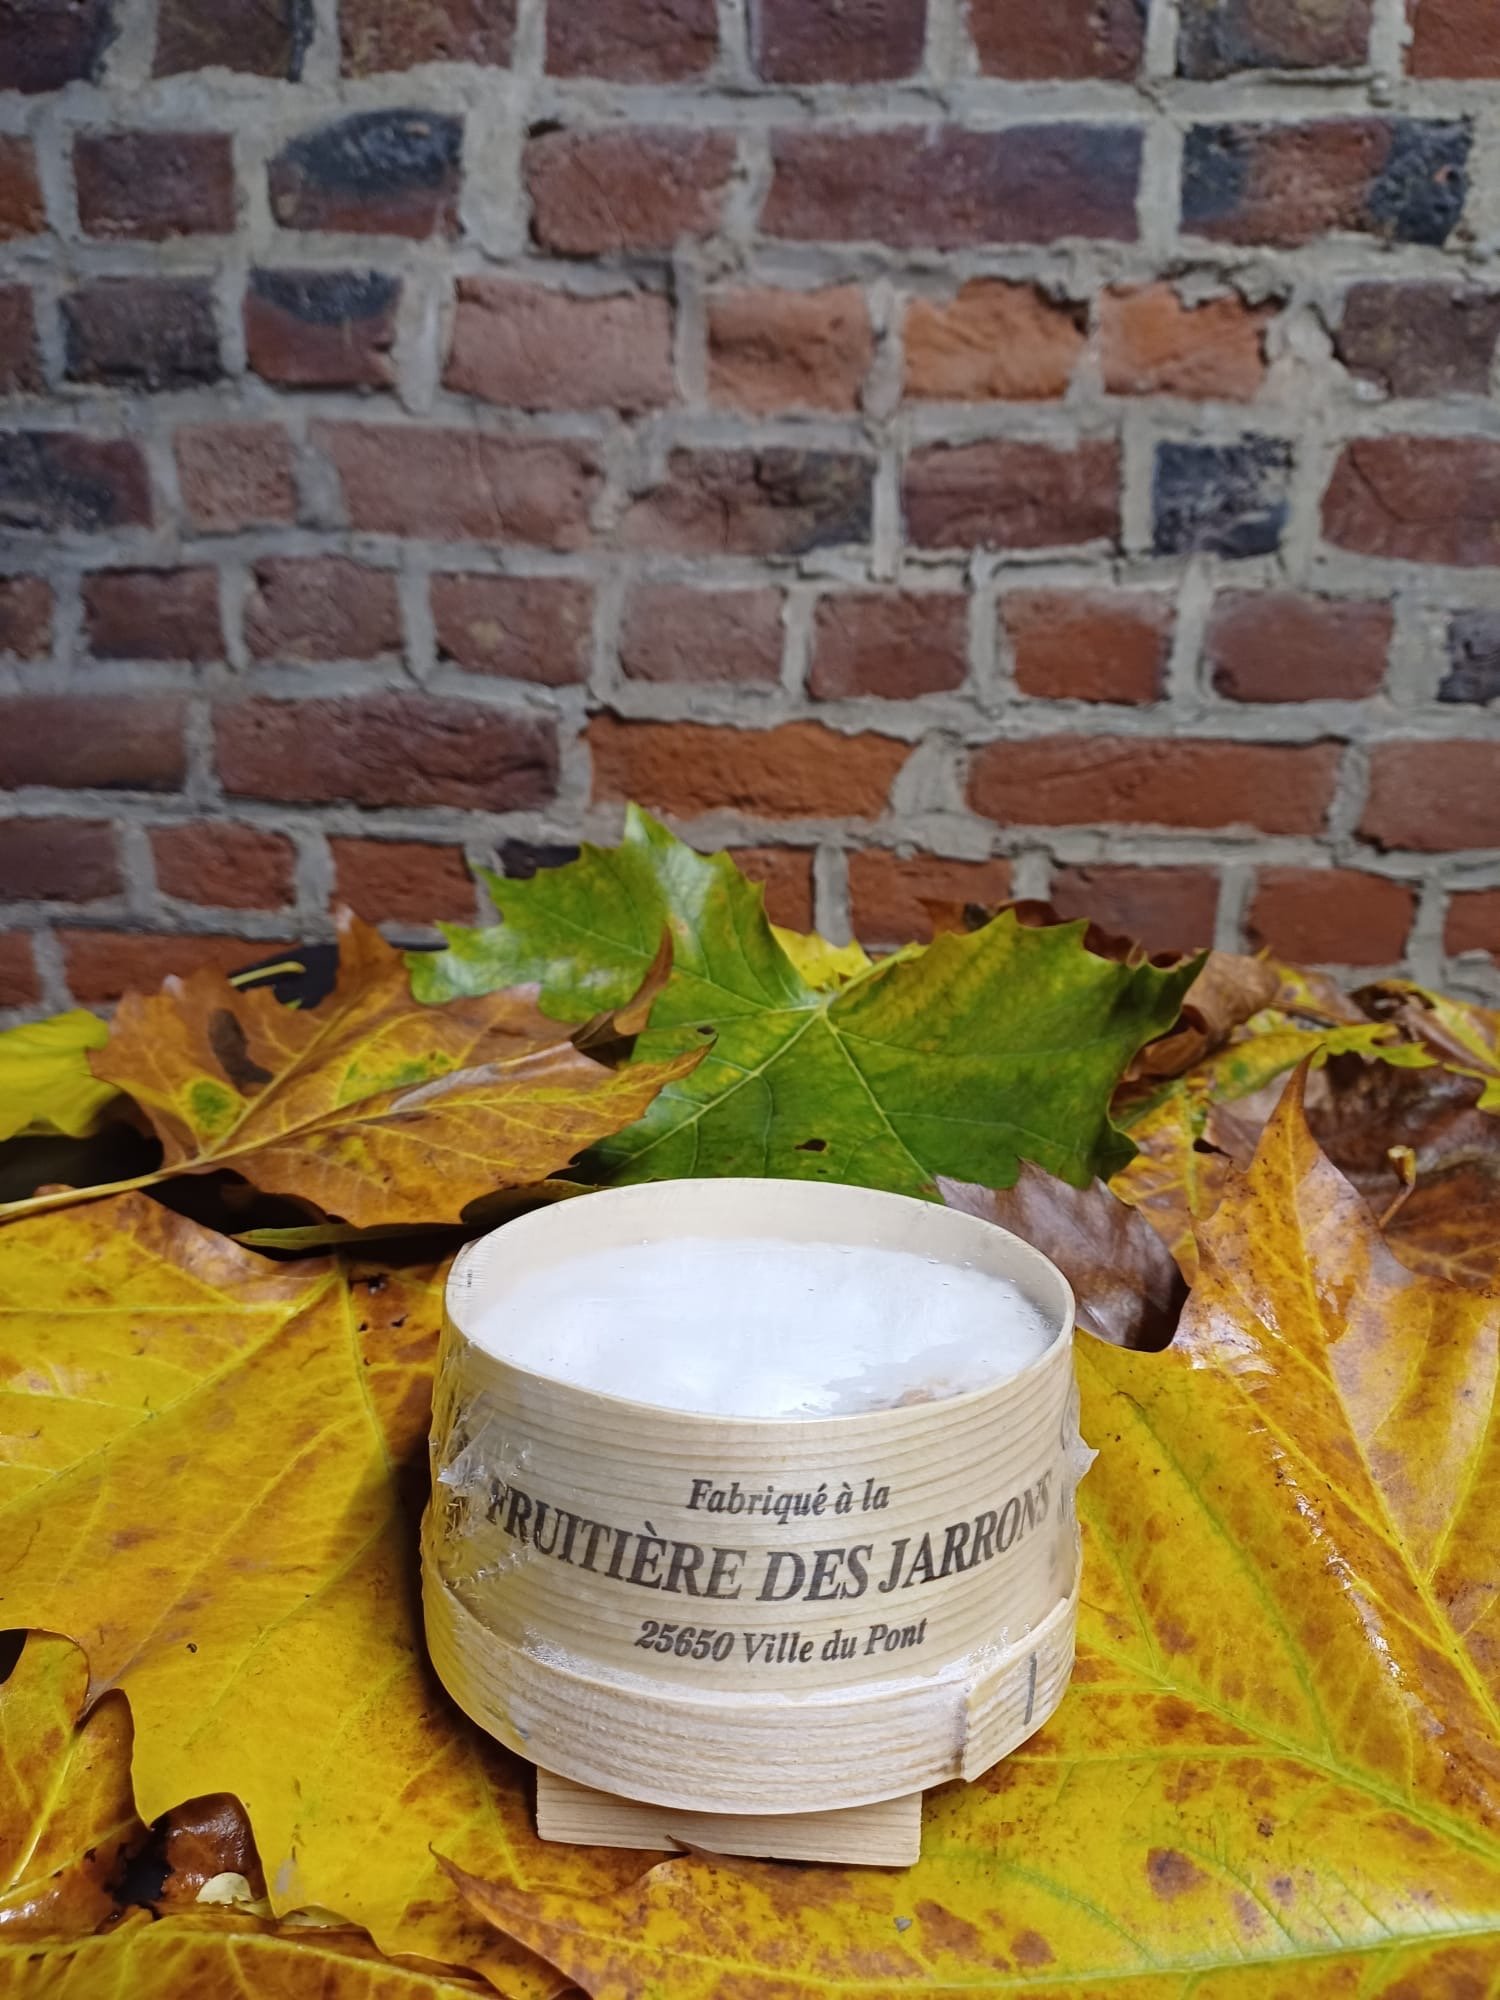 Fabriqué à la
FRUITIÈRE DES JARRONS
25650 Ville du Pont